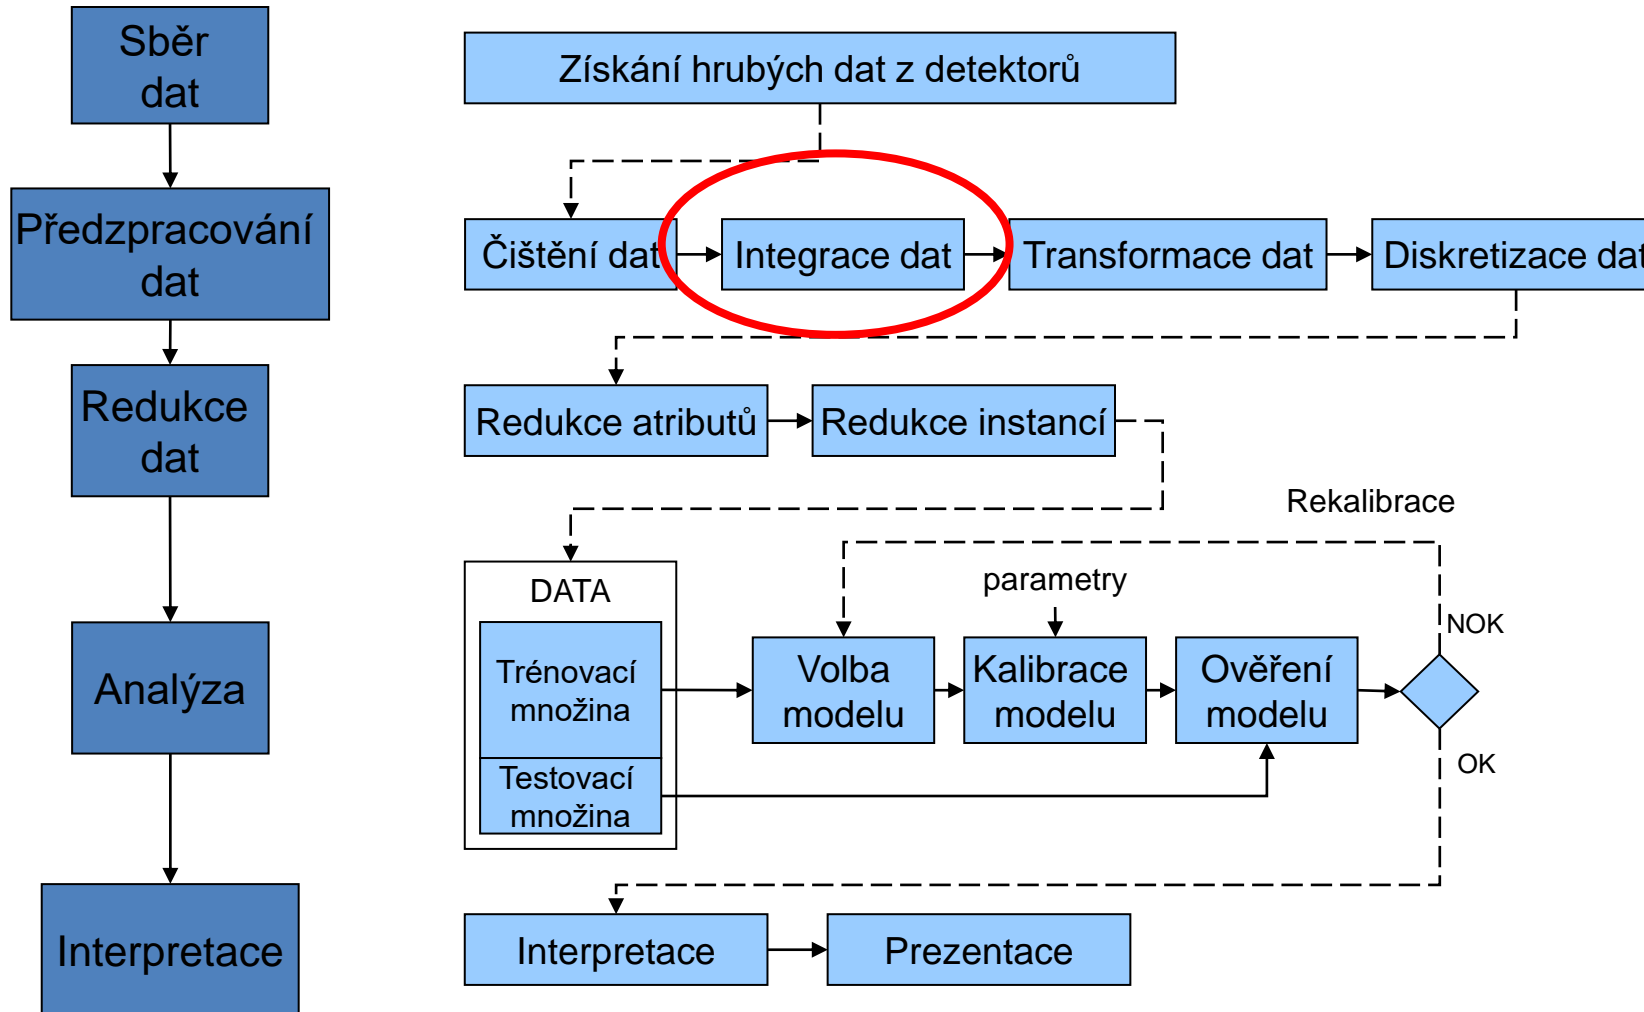 Sběr
dat
Získání hrubých dat z detektorů
Předzpracování
dat
Čištění dat
Integrace dat
Transformace dat
Diskretizace dat
Redukce
dat
Redukce atributů
Redukce instancí
Rekalibrace
DATA
parametry
NOK
Analýza
Trénovací
množina
Volba
modelu
Kalibrace
modelu
Ověření
modelu
Testovací
množina
OK
Interpretace
Interpretace
Prezentace